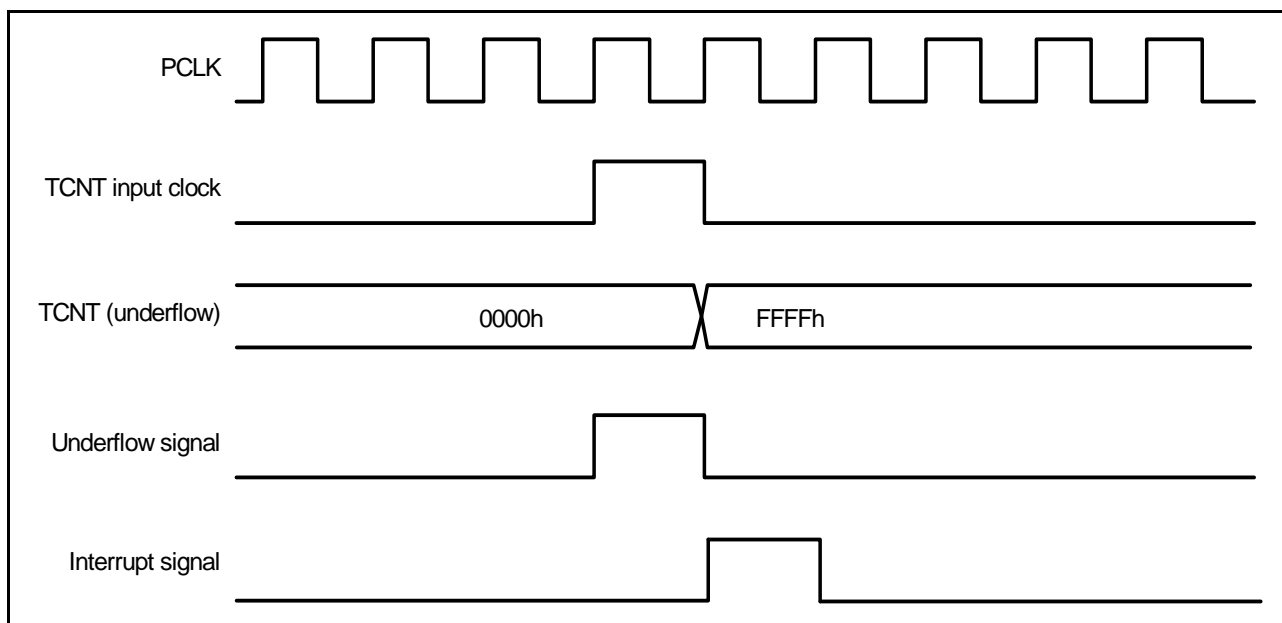 PCLK
TCNT input clock
TCNT (underflow)
0000h
FFFFh
Underflow signal
Interrupt signal